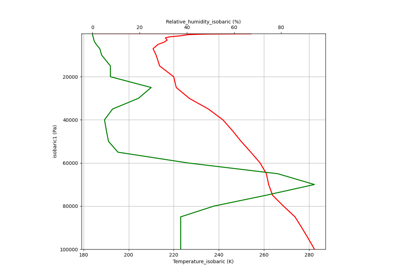 Relative_humidity_isobaric (%)
0 20 40 60 80
20000
40000
60000
80000
100000
isobaric1 (Pa)
180 200 220 240 260 280
Temperature_isobaric (K)